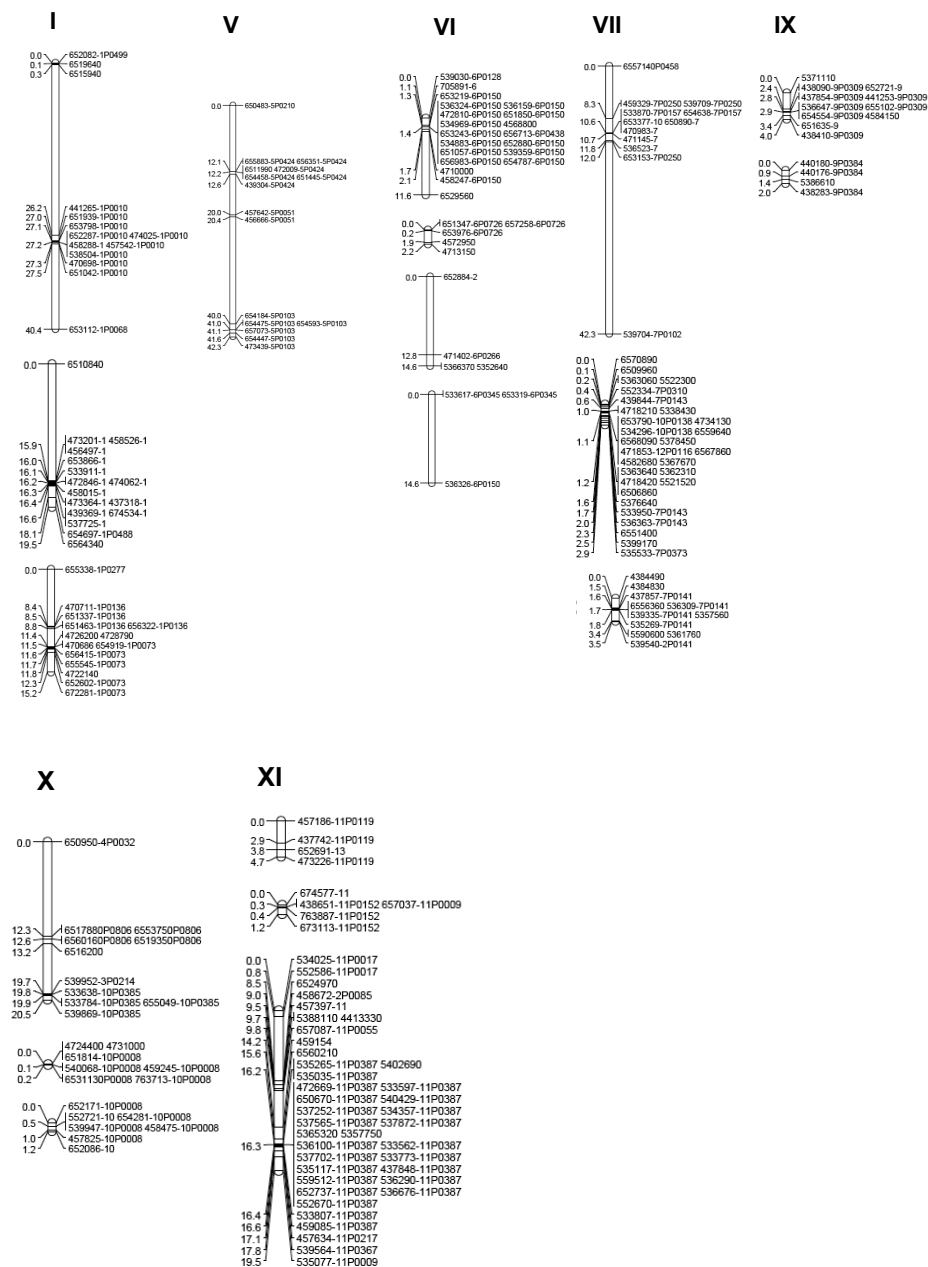 I
0.0 652082-1P0499
0.1 6519640
0.3 6515940
26.2 441265-1P0010
27.0 651939-1P0010
27.1 653798-1P0010
652287-1P0010 474025-1P0010
27.2 458288-1 457542-1P0010
538504-1P0010
27.3 470698-1P0010
27.5 651042-1P0010
40.4 653112-1P0068
0.0 6510840
15.9 473201-1 458526-1
456497-1
16.0 653866-1
16.1 533911-1
16.2 472846-1 474062-1
16.3 458015-1
16.4 473364-1 437318-1
16.6 439369-1 674534-1
537725-1
18.1 654697-1P0488
19.5 6564340
0.0 655338-1P0277
8.4 470711-1P0136
8.5 651337-1P0136
8.8 651463-1P0136 656322-1P0136
11.4 4726200 4728790
11.5 470686 654919-1P0073
11.6 656415-1P0073
11.7 655545-1P0073
11.8 4722140
12.3 652602-1P0073
15.2 672281-1P0073
V
0.0 650483-5P0210
12.1 655883-5P0424 656351-5P0424
12.2 6511990 472009-5P0424
654458-5P0424 651445-5P0424
12.6 439304-5P0424
20.0 457642-5P0051
20.4 456666-5P0051
40.0 654184-5P0103
41.0 654475-5P0103 654593-5P0103
41.1 657073-5P0103
41.6 654447-5P0103
42.3 473439-5P0103
VI
0.0 539030-6P0128
1.1 705891-6
1.3 653219-6P0150
536324-6P0150 536159-6P0150
472810-6P0150 651850-6P0150
534969-6P0150 4568800
1.4 653243-6P0150 656713-6P0438
534883-6P0150 652880-6P0150
651057-6P0150 539359-6P0150
656983-6P0150 654787-6P0150
1.7 4710000
2.1 458247-6P0150
11.6 6529560
0.0 651347-6P0726 657258-6P0726
0.2 653976-6P0726
1.9 4572950
2.2 4713150
0.0 652884-2
12.8 471402-6P0266
14.6 5366370 5352640
0.0 533617-6P0345 653319-6P0345
14.6 536326-6P0150
VII
0.0 6557140P0458
8.3 459329-7P0250 539709-7P0250
533870-7P0157 654638-7P0157
10.6 653377-10 650890-7
470983-7
10.7 471145-7
11.8 536523-7
12.0 653153-7P0250
42.3 539704-7P0102
0.0 6570890
0.1 6509960
0.2 5363060 5522300
0.4 552334-7P0310
0.6 439844-7P0143
1.0 4718210 5338430
653790-10P0138 4734130
534296-10P0138 6559640
1.1 6568090 5378450
471853-12P0116 6567860
4582680 5367670
5363640 5362310
1.2 4718420 5521520
6506860
1.6 5376640
1.7 533950-7P0143
2.0 536363-7P0143
2.3 6551400
2.5 5399170
2.9 535533-7P0373
0.0 4384490
1.5 4384830
1.6 437857-7P0141
1.7 6556360 536309-7P0141
539335-7P0141 5357560
1.8 535269-7P0141
3.4 5590600 5361760
3.5 539540-2P0141
IX
0.0 5371110
2.4 438090-9P0309 652721-9
2.8 437854-9P0309 441253-9P0309
2.9 536647-9P0309 655102-9P0309
654554-9P0309 4584150
3.4 651635-9
4.0 438410-9P0309
0.0 440180-9P0384
0.9 440176-9P0384
1.4 5386610
2.0 438283-9P0384
X
0.0 650950-4P0032
12.3 6517880P0806 6553750P0806
12.6 6560160P0806 6519350P0806
13.2 6516200
19.7 539952-3P0214
19.8 533638-10P0385
19.9 533784-10P0385 655049-10P0385
20.5 539869-10P0385
4724400 4731000
0.0 651814-10P0008
0.1 540068-10P0008 459245-10P0008
0.2 6531130P0008 763713-10P0008
0.0 652171-10P0008
0.5 552721-10 654281-10P0008
539947-10P0008 458475-10P0008
1.0 457825-10P0008
1.2 652086-10
XI
0.0 457186-11P0119
2.9 437742-11P0119
3.8 652691-13
4.7 473226-11P0119
0.0 674577-11
0.3 438651-11P0152 657037-11P0009
0.4 763887-11P0152
1.2 673113-11P0152
0.0 534025-11P0017
0.8 552586-11P0017
8.5 6524970
9.0 458672-2P0085
9.5 457397-11
9.7 5388110 4413330
9.8 657087-11P0055
14.2 459154
15.6 6560210
16.2 535265-11P0387 5402690
535035-11P0387
472669-11P0387 533597-11P0387
650670-11P0387 540429-11P0387
537252-11P0387 534357-11P0387
537565-11P0387 537872-11P0387
5365320 5357750
16.3 536100-11P0387 533562-11P0387
537702-11P0387 533773-11P0387
535117-11P0387 437848-11P0387
559512-11P0387 536290-11P0387
652737-11P0387 536676-11P0387
552670-11P0387
16.4 533807-11P0387
16.6 459085-11P0387
17.1 457634-11P0217
17.8 539564-11P0367
19.5 535077-11P0009